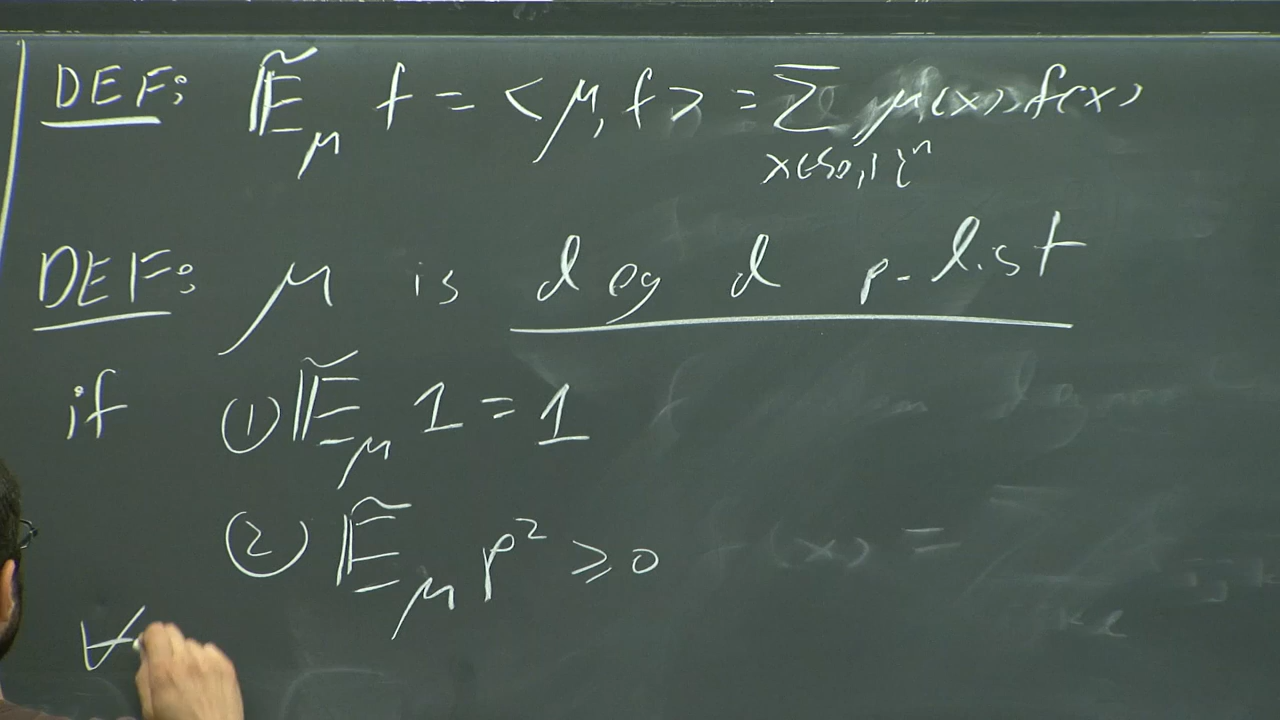 DEF: Ẽ_μ f = <μ, f> = Σ_{x∈{0,1}^n} μ(x) f(x)
DEF: μ is deg d p-dist
if ① Ẽ_μ 1 = 1
② Ẽ_μ p² ⩾ 0
∀